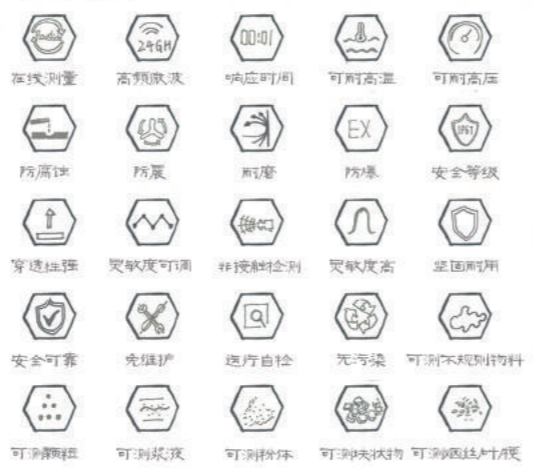 24GH
00:01
在线测量 高频微波 响应时间 可耐高温 可耐高压
EX
IP67
防腐蚀 防震 耐磨 防爆 安全等级
穿透性强 灵敏度可调 非接触检测 灵敏度高 坚固耐用
安全可靠 免维护 运行自检 无污染 可测不规则物料
可测颗粒 可测浆液 可测粉体 可测块状物 可测烟丝/叶/梗